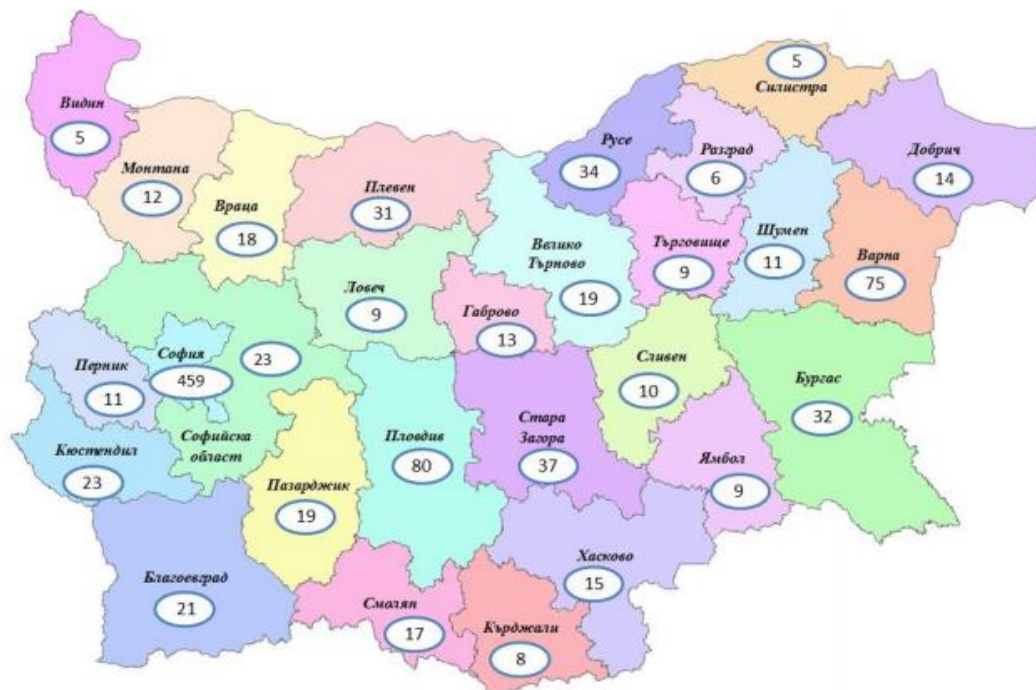 5
Силистра
Видин
5
Русе
34
Разград
6
Добрич
14
Монтана
12
Плевен
31
Враца
18
Велико
Търново
19
Търговище
9
Шумен
11
Варна
75
Ловеч
9
Габрово
13
София
459
23
Перник
11
Сливен
10
Бургас
32
Кюстендил
23
Софийска
област
Пловдив
80
Стара
Загора
37
Ямбол
9
Пазарджик
19
Хасково
15
Благоевград
21
Смолян
17
Кърджали
8